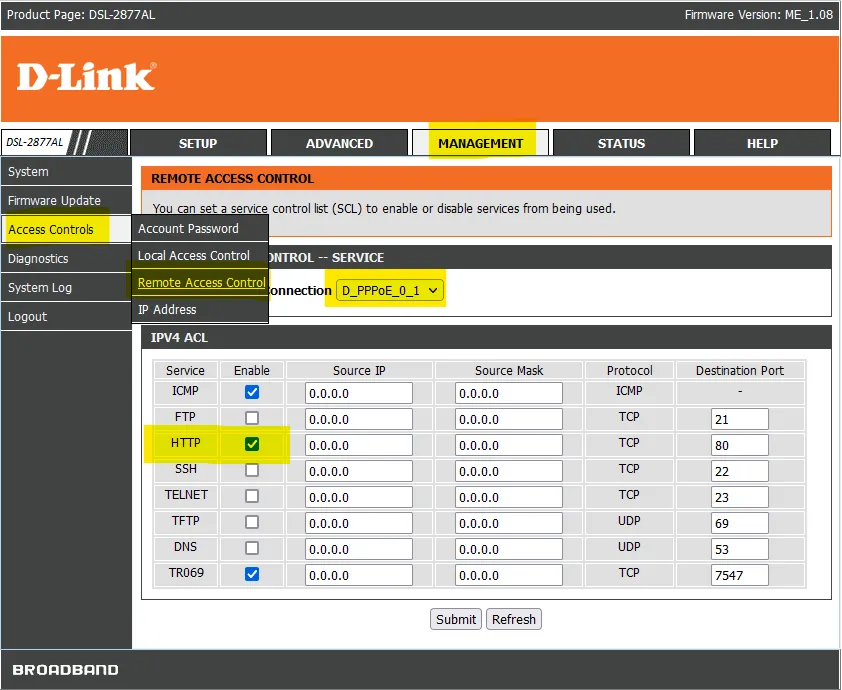 Product Page: DSL-2877AL Firmware Version: ME_1.08
D-Link®
DSL-2877AL SETUP ADVANCED MANAGEMENT STATUS HELP
System
Firmware Update
Access Controls
Diagnostics
System Log
Logout
Account Password
Local Access Control
Remote Access Control
IP Address
REMOTE ACCESS CONTROL
You can set a service control list (SCL) to enable or disable services from being used.
ONTROL -- SERVICE
Connection D_PPPoE_0_1
IPV4 ACL
Service Enable Source IP Source Mask Protocol Destination Port
ICMP 0.0.0.0 0.0.0.0 ICMP -
FTP 0.0.0.0 0.0.0.0 TCP 21
HTTP 0.0.0.0 0.0.0.0 TCP 80
SSH 0.0.0.0 0.0.0.0 TCP 22
TELNET 0.0.0.0 0.0.0.0 TCP 23
TFTP 0.0.0.0 0.0.0.0 UDP 69
DNS 0.0.0.0 0.0.0.0 UDP 53
TR069 0.0.0.0 0.0.0.0 TCP 7547
Submit Refresh
BROADBAND